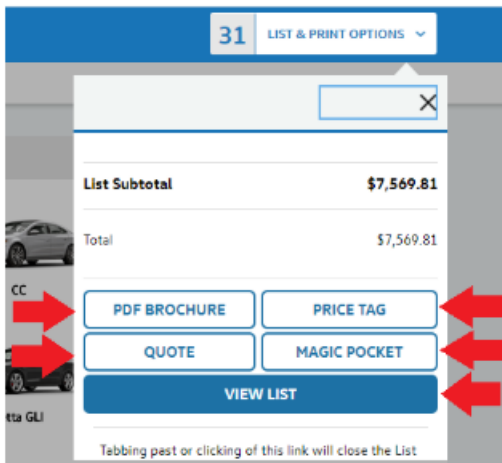 31 LIST & PRINT OPTIONS
List Subtotal $7,569.81
Total $7,569.81
CC
PDF BROCHURE PRICE TAG
QUOTE MAGIC POCKET
VIEW LIST
tta GLI
Tabbing past or clicking of this link will close the List